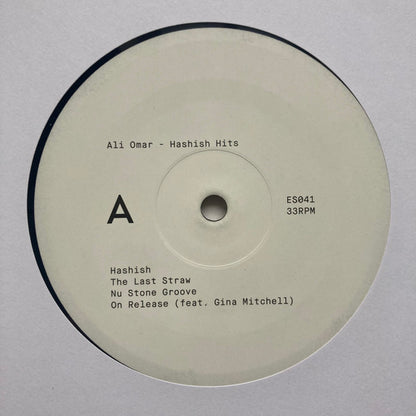 Ali Omar - Hashish Hits
A
ES041
33RPM
Hashish
The Last Straw
Nu Stone Groove
On Release (feat. Gina Mitchell)